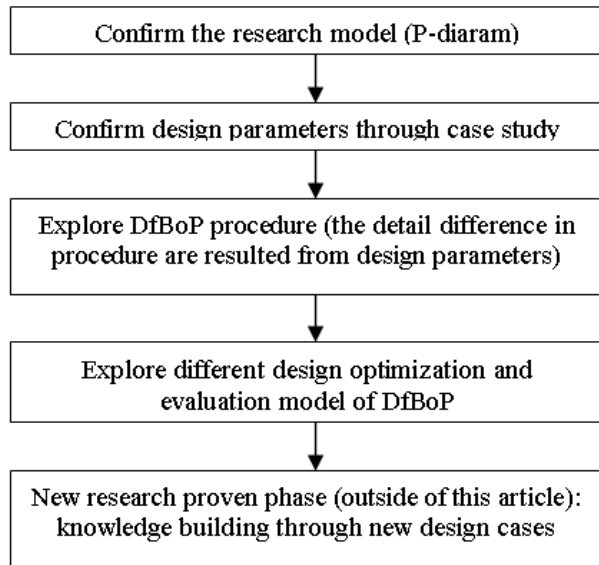 Confirm the research model (P-diaram)
Confirm design parameters through case study
Explore DfBoP procedure (the detail difference in
procedure are resulted from design parameters)
Explore different design optimization and
evaluation model of DfBoP
New research proven phase (outside of this article):
knowledge building through new design cases